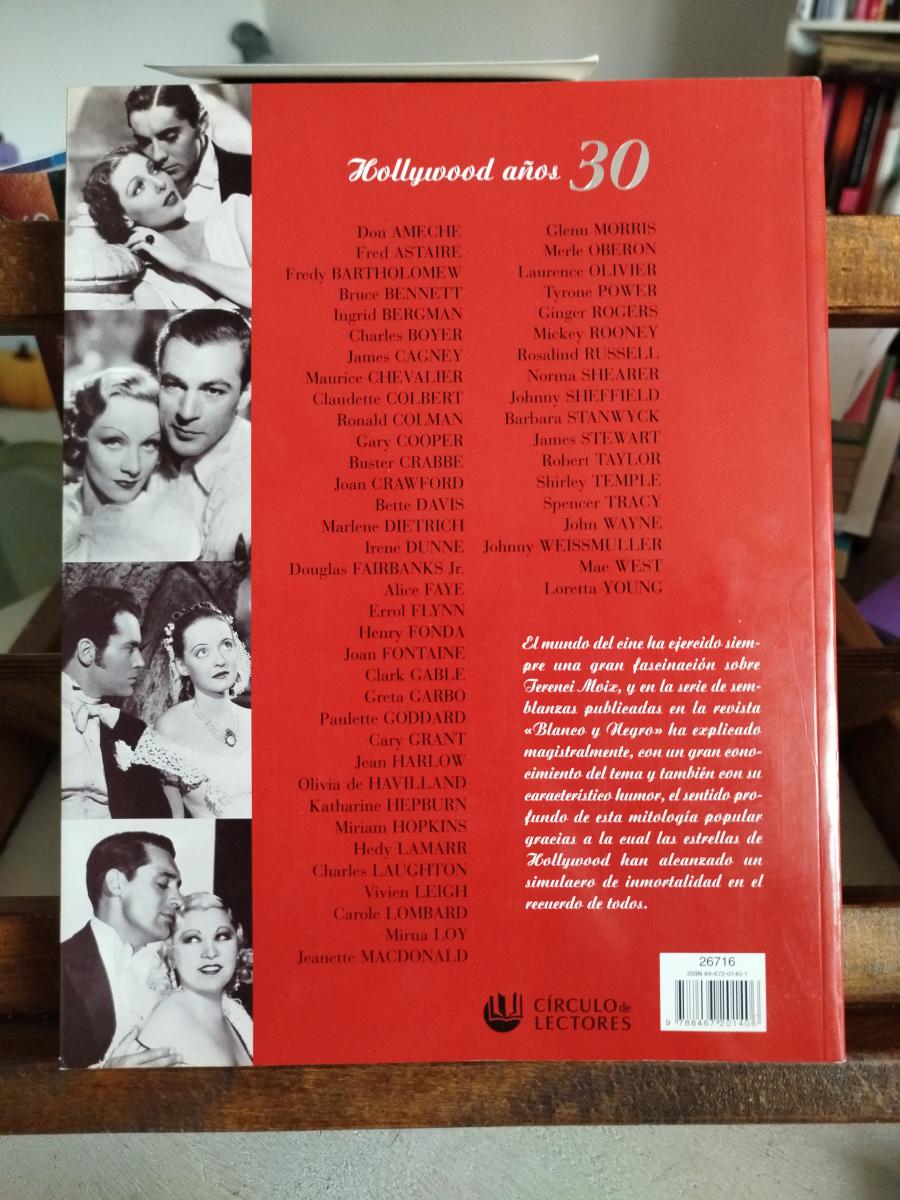 Hollywood años 30
Don AMECHE
Fred ASTAIRE
Fredy BARTHOLOMEW
Bruce BENNETT
Ingrid BERGMAN
Charles BOYER
James CAGNEY
Maurice CHEVALIER
Claudette COLBERT
Ronald COLMAN
Gary COOPER
Buster CRABBE
Joan CRAWFORD
Bette DAVIS
Marlene DIETRICH
Irene DUNNE
Douglas FAIRBANKS Jr.
Alice FAYE
Errol FLYNN
Henry FONDA
Joan FONTAINE
Clark GABLE
Greta GARBO
Paulette GODDARD
Cary GRANT
Jean HARLOW
Olivia de HAVILLAND
Katharine HEPBURN
Miriam HOPKINS
Hedy LAMARR
Charles LAUGHTON
Vivien LEIGH
Carole LOMBARD
Mirna LOY
Jeanette MACDONALD
Glenn MORRIS
Merle OBERON
Laurence OLIVIER
Tyrone POWER
Ginger ROGERS
Mickey ROONEY
Rosalind RUSSELL
Norma SHEARER
Johnny SHEFFIELD
Barbara STANWYCK
James STEWART
Robert TAYLOR
Shirley TEMPLE
Spencer TRACY
John WAYNE
Johnny WEISSMULLER
Mae WEST
Loretta YOUNG
El mundo del cine ha ejercido siem-
pre una gran fascinación sobre
Terenci Moix, y en la serie de sem-
blanzas publicadas en la revista
«Blanco y Negro» ha explicado
magistralmente, con un gran cono-
cimiento del tema y también con su
característico humor, el sentido pro-
fundo de esta mitología popular
gracias a la cual las estrellas de
Hollywood han alcanzado un
simulacro de inmortalidad en el
recuerdo de todos.
CÍRCULO de
LECTORES
26716
ISBN 84-672-0140-1
9 788467 201406